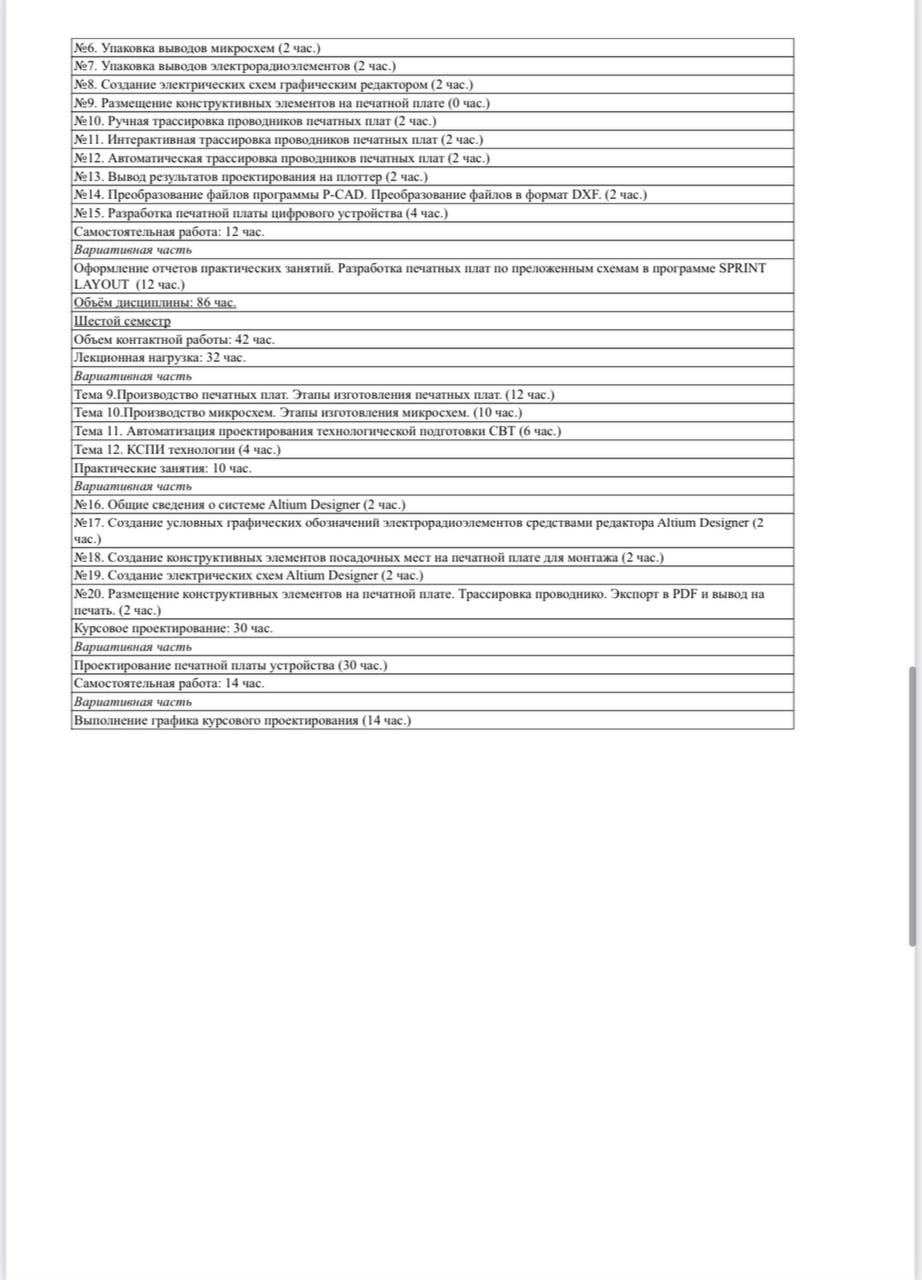 №6. Упаковка выводов микросхем (2 час.)
№7. Упаковка выводов электрорадиоэлементов (2 час.)
№8. Создание электрических схем графическим редактором (2 час.)
№9. Размещение конструктивных элементов на печатной плате (0 час.)
№10. Ручная трассировка проводников печатных плат (2 час.)
№11. Интерактивная трассировка проводников печатных плат (2 час.)
№12. Автоматическая трассировка проводников печатных плат (2 час.)
№13. Вывод результатов проектирования на плоттер (2 час.)
№14. Преобразование файлов программы P-CAD. Преобразование файлов в формат DXF. (2 час.)
№15. Разработка печатной платы цифрового устройства (4 час.)
Самостоятельная работа: 12 час.
Вариативная часть
Оформление отчетов практических занятий. Разработка печатных плат по преложенным схемам в программе SPRINT
LAYOUT (12 час.)
Объём дисциплины: 86 час.
Шестой семестр
Объем контактной работы: 42 час.
Лекционная нагрузка: 32 час.
Вариативная часть
Тема 9.Производство печатных плат. Этапы изготовления печатных плат. (12 час.)
Тема 10.Производство микросхем. Этапы изготовления микросхем. (10 час.)
Тема 11. Автоматизация проектирования технологической подготовки СВТ (6 час.)
Тема 12. КСПИ технологии (4 час.)
Практические занятия: 10 час.
Вариативная часть
№16. Общие сведения о системе Altium Designer (2 час.)
№17. Создание условных графических обозначений электрорадиоэлементов средствами редактора Altium Designer (2
час.)
№18. Создание конструктивных элементов посадочных мест на печатной плате для монтажа (2 час.)
№19. Создание электрических схем Altium Designer (2 час.)
№20. Размещение конструктивных элементов на печатной плате. Трассировка проводнико. Экспорт в PDF и вывод на
печать. (2 час.)
Курсовое проектирование: 30 час.
Вариативная часть
Проектирование печатной платы устройства (30 час.)
Самостоятельная работа: 14 час.
Вариативная часть
Выполнение графика курсового проектирования (14 час.)